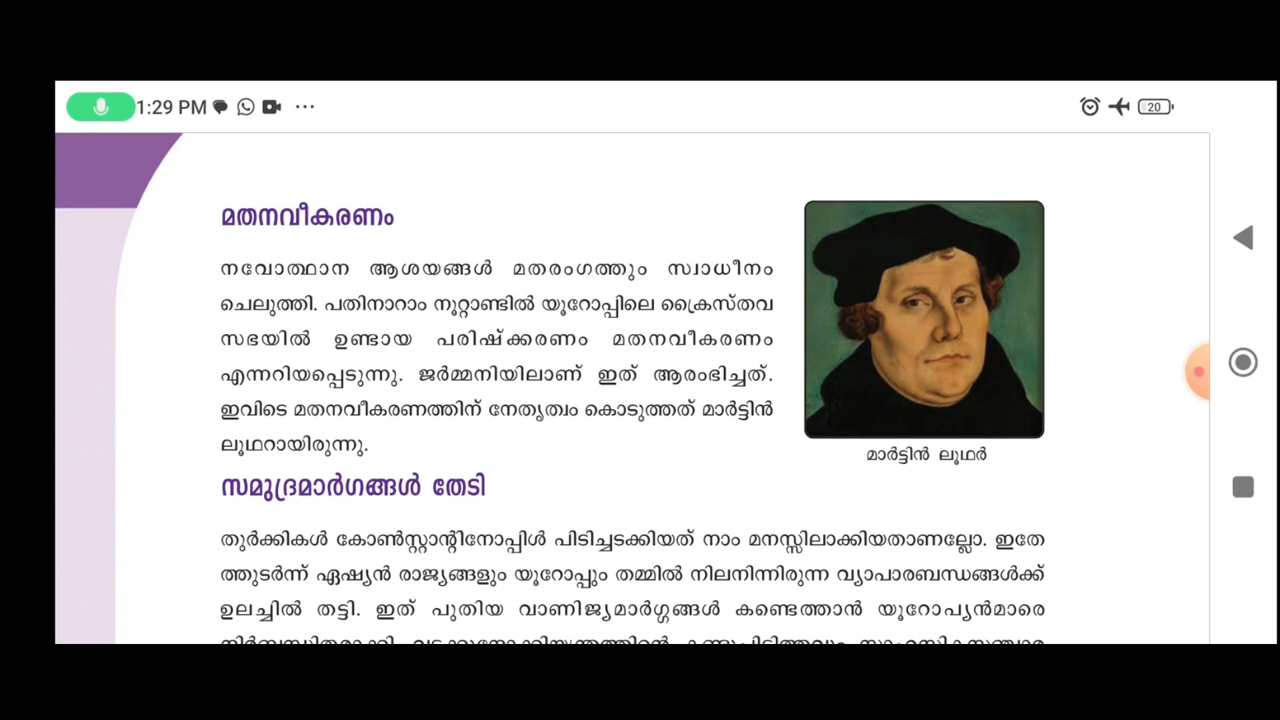 1:29 PM
20
മതനവീകരണം
നവോത്ഥാന ആശയങ്ങൾ മതരംഗത്തും സ്വാധീനം
ചെലുത്തി. പതിനാറാം നൂറ്റാണ്ടിൽ യൂറോപ്പിലെ ക്രൈസ്തവ
സഭയിൽ ഉണ്ടായ പരിഷ്ക്കരണം മതനവീകരണം
എന്നറിയപ്പെടുന്നു. ജർമ്മനിയിലാണ് ഇത് ആരംഭിച്ചത്.
ഇവിടെ മതനവീകരണത്തിന് നേതൃത്വം കൊടുത്തത് മാർട്ടിൻ
ലൂഥറായിരുന്നു.
മാർട്ടിൻ ലൂഥർ
സമുദ്രമാർഗങ്ങൾ തേടി
തുർക്കികൾ കോൺസ്റ്റാന്റിനോപ്പിൾ പിടിച്ചടക്കിയത് നാം മനസ്സിലാക്കിയതാണല്ലോ. ഇതേ
ത്തുടർന്ന് ഏഷ്യൻ രാജ്യങ്ങളും യൂറോപ്പും തമ്മിൽ നിലനിന്നിരുന്ന വ്യാപാരബന്ധങ്ങൾക്ക്
ഉലച്ചിൽ തട്ടി. ഇത് പുതിയ വാണിജ്യമാർഗ്ഗങ്ങൾ കണ്ടെത്താൻ യൂറോപ്യൻമാരെ